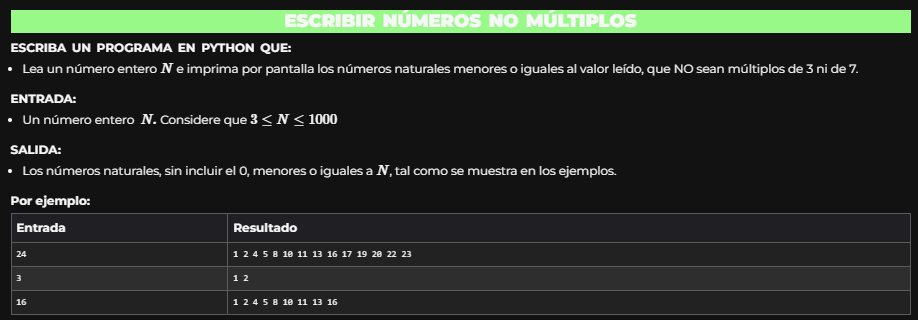 ESCRIBIR NÚMEROS NO MÚLTIPLOS
ESCRIBA UN PROGRAMA EN PYTHON QUE:
• Lea un número entero N e imprima por pantalla los números naturales menores o iguales al valor leído, que NO sean múltiplos de 3 ni de 7.
ENTRADA:
• Un número entero N. Considere que 3 ≤ N ≤ 1000
SALIDA:
• Los números naturales, sin incluir el 0, menores o iguales a N, tal como se muestra en los ejemplos.
Por ejemplo:
Entrada Resultado
24 1 2 4 5 8 10 11 13 16 17 19 20 22 23
3 1 2
16 1 2 4 5 8 10 11 13 16